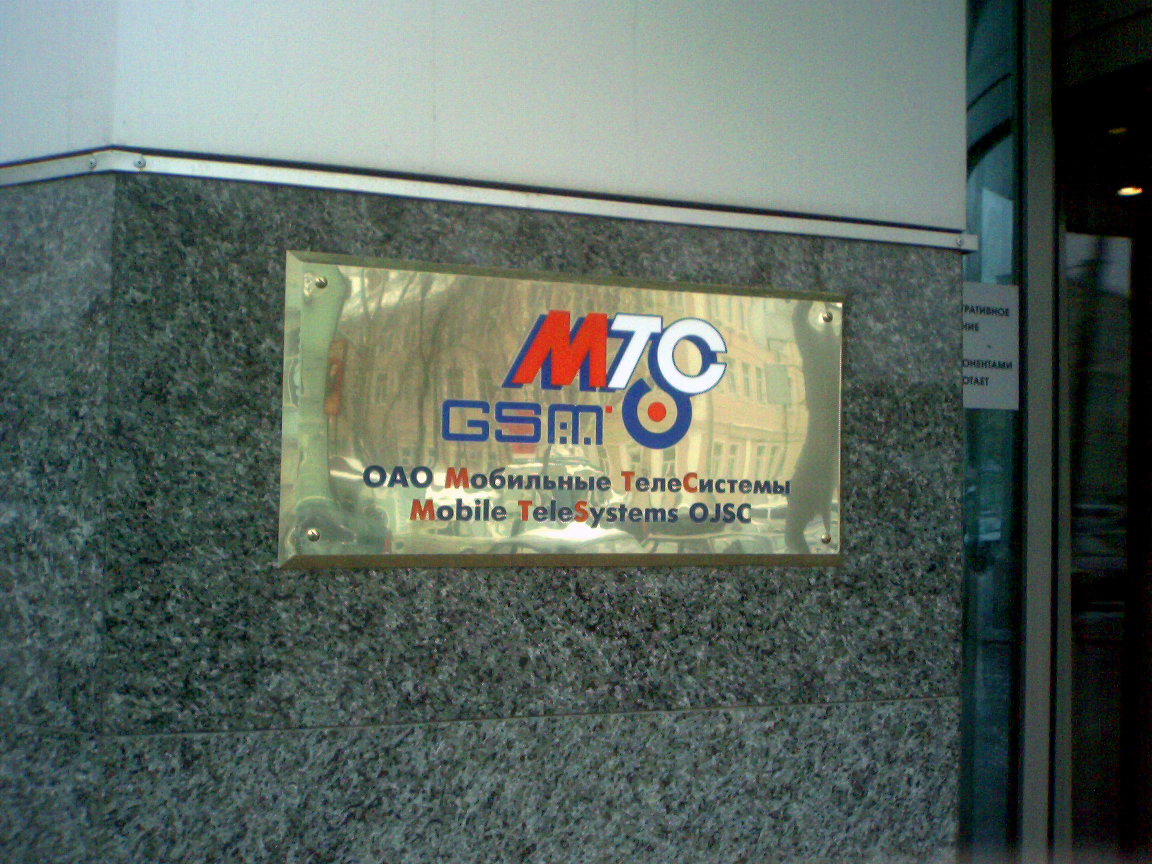 МТС
GSM
ОАО Мобильные ТелеСистемы
Mobile TeleSystems OJSC